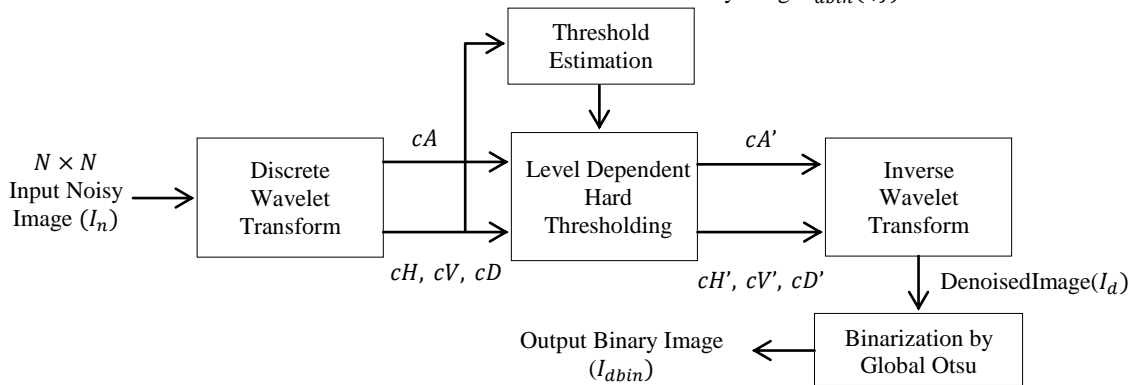 Threshold
Estimation
N × N
Input Noisy
Image (I_n)
Discrete
Wavelet
Transform
cA
cH, cV, cD
Level Dependent
Hard
Thresholding
cA'
cH', cV', cD'
Inverse
Wavelet
Transform
DenoisedImage(I_d)
Binarization by
Global Otsu
Output Binary Image
(I_dbin)